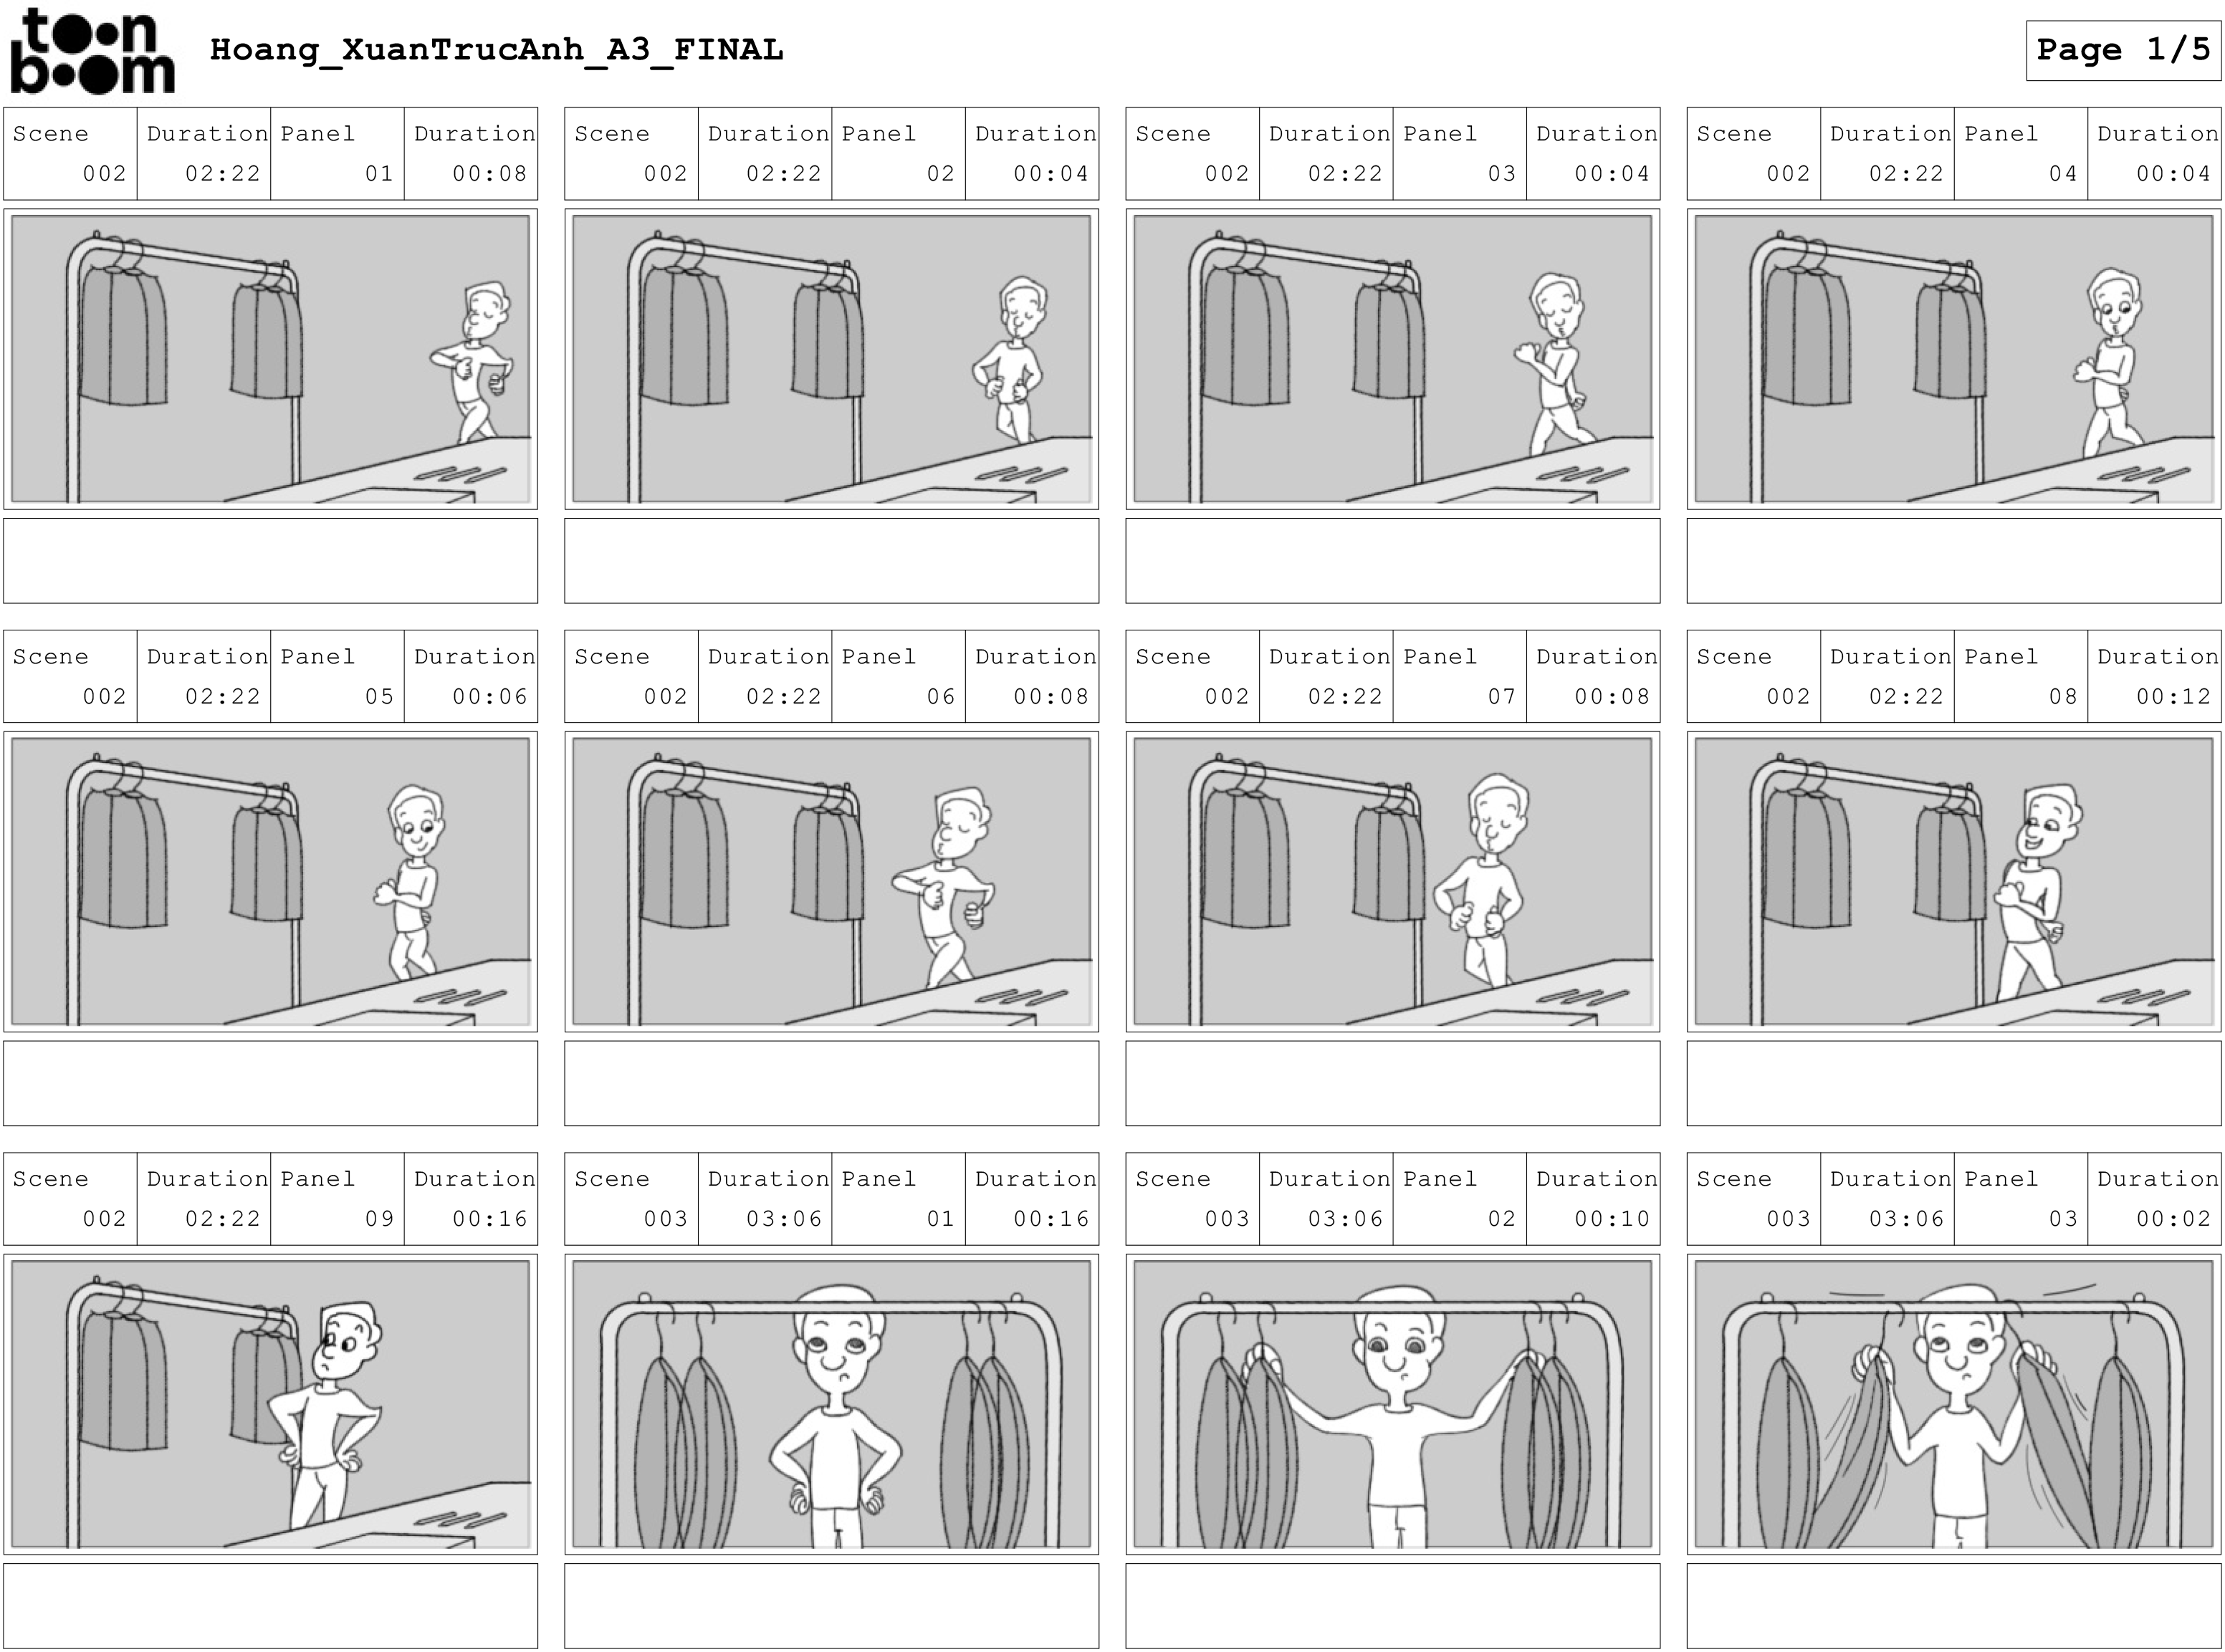 toon
boom
Hoang_XuanTrucAnh_A3_FINAL
Page 1/5
Scene Duration Panel Duration Scene Duration Panel Duration Scene Duration Panel Duration Scene Duration Panel Duration
002 02:22 01 00:08 002 02:22 02 00:04 002 02:22 03 00:04 002 02:22 04 00:04
Scene Duration Panel Duration Scene Duration Panel Duration Scene Duration Panel Duration Scene Duration Panel Duration
002 02:22 05 00:06 002 02:22 06 00:08 002 02:22 07 00:08 002 02:22 08 00:12
Scene Duration Panel Duration Scene Duration Panel Duration Scene Duration Panel Duration Scene Duration Panel Duration
002 02:22 09 00:16 003 03:06 01 00:16 003 03:06 02 00:10 003 03:06 03 00:02